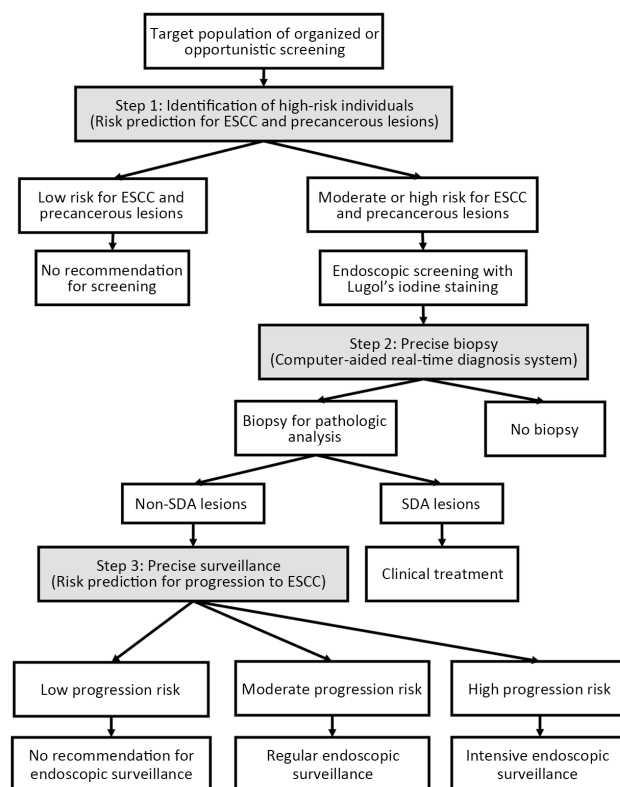 Target population of organized or
opportunistic screening
Step 1: Identification of high-risk individuals
(Risk prediction for ESCC and precancerous lesions)
Low risk for ESCC and
precancerous lesions
Moderate or high risk for ESCC
and precancerous lesions
No recommendation
for screening
Endoscopic screening with
Lugol's iodine staining
Step 2: Precise biopsy
(Computer-aided real-time diagnosis system)
Biopsy for pathologic
analysis
No biopsy
Non-SDA lesions
SDA lesions
Step 3: Precise surveillance
(Risk prediction for progression to ESCC)
Clinical treatment
Low progression risk
Moderate progression risk
High progression risk
No recommendation for
endoscopic surveillance
Regular endoscopic
surveillance
Intensive endoscopic
surveillance